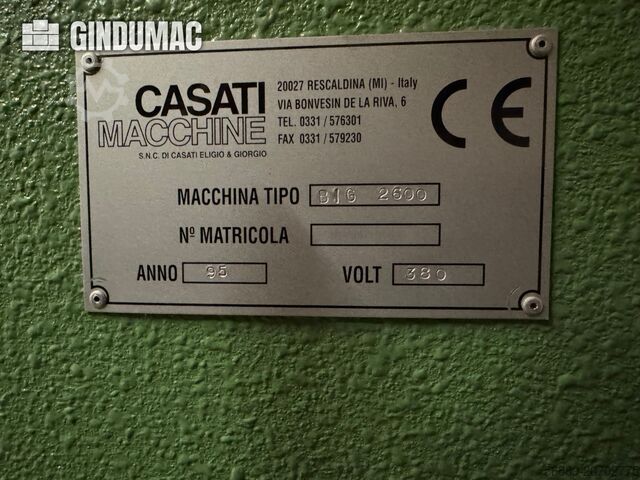 GINDUMAC
CASATI
MACCHINE
S.N.C. DI CASATI ELIGIO & GIORGIO
20027 RESCALDINA (MI) - Italy
VIA BONVESIN DE LA RIVA, 6
TEL. 0331 / 576301
FAX 0331 / 579230
CE
MACCHINA TIPO B1G 2600
Nº MATRICOLA
ANNO 95 VOLT 380